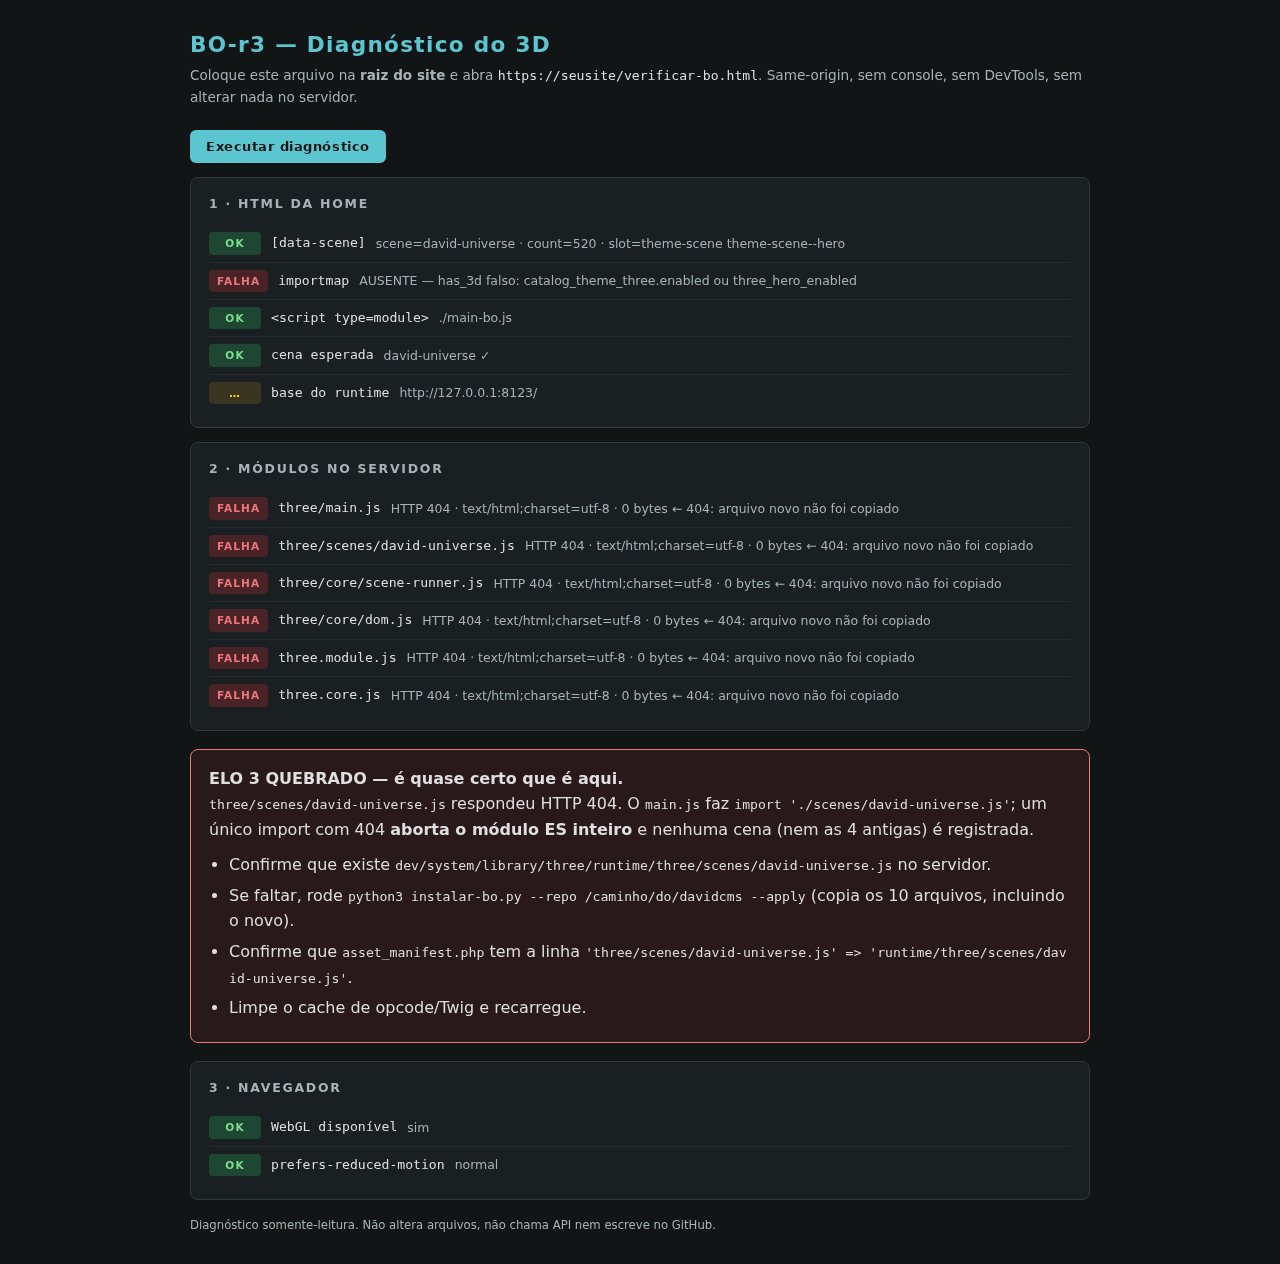 BO-r3 — Diagnóstico do 3D
Coloque este arquivo na raiz do site e abra https://seusite/verificar-bo.html. Same-origin, sem console, sem DevTools, sem
alterar nada no servidor.
Executar diagnóstico
1 · HTML DA HOME
OK [data-scene] scene=david-universe · count=520 · slot=theme-scene theme-scene--hero
FALHA importmap AUSENTE — has_3d falso: catalog_theme_three.enabled ou three_hero_enabled
OK <script type=module> ./main-bo.js
OK cena esperada david-universe ✓
… base do runtime http://127.0.0.1:8123/
2 · MÓDULOS NO SERVIDOR
FALHA three/main.js HTTP 404 · text/html;charset=utf-8 · 0 bytes ← 404: arquivo novo não foi copiado
FALHA three/scenes/david-universe.js HTTP 404 · text/html;charset=utf-8 · 0 bytes ← 404: arquivo novo não foi copiado
FALHA three/core/scene-runner.js HTTP 404 · text/html;charset=utf-8 · 0 bytes ← 404: arquivo novo não foi copiado
FALHA three/core/dom.js HTTP 404 · text/html;charset=utf-8 · 0 bytes ← 404: arquivo novo não foi copiado
FALHA three.module.js HTTP 404 · text/html;charset=utf-8 · 0 bytes ← 404: arquivo novo não foi copiado
FALHA three.core.js HTTP 404 · text/html;charset=utf-8 · 0 bytes ← 404: arquivo novo não foi copiado
ELO 3 QUEBRADO — é quase certo que é aqui.
three/scenes/david-universe.js respondeu HTTP 404. O main.js faz import './scenes/david-universe.js'; um
único import com 404 aborta o módulo ES inteiro e nenhuma cena (nem as 4 antigas) é registrada.
• Confirme que existe dev/system/library/three/runtime/three/scenes/david-universe.js no servidor.
• Se faltar, rode python3 instalar-bo.py --repo /caminho/do/davidcms --apply (copia os 10 arquivos, incluindo
o novo).
• Confirme que asset_manifest.php tem a linha 'three/scenes/david-universe.js' => 'runtime/three/scenes/dav
id-universe.js'.
• Limpe o cache de opcode/Twig e recarregue.
3 · NAVEGADOR
OK WebGL disponível sim
OK prefers-reduced-motion normal
Diagnóstico somente-leitura. Não altera arquivos, não chama API nem escreve no GitHub.